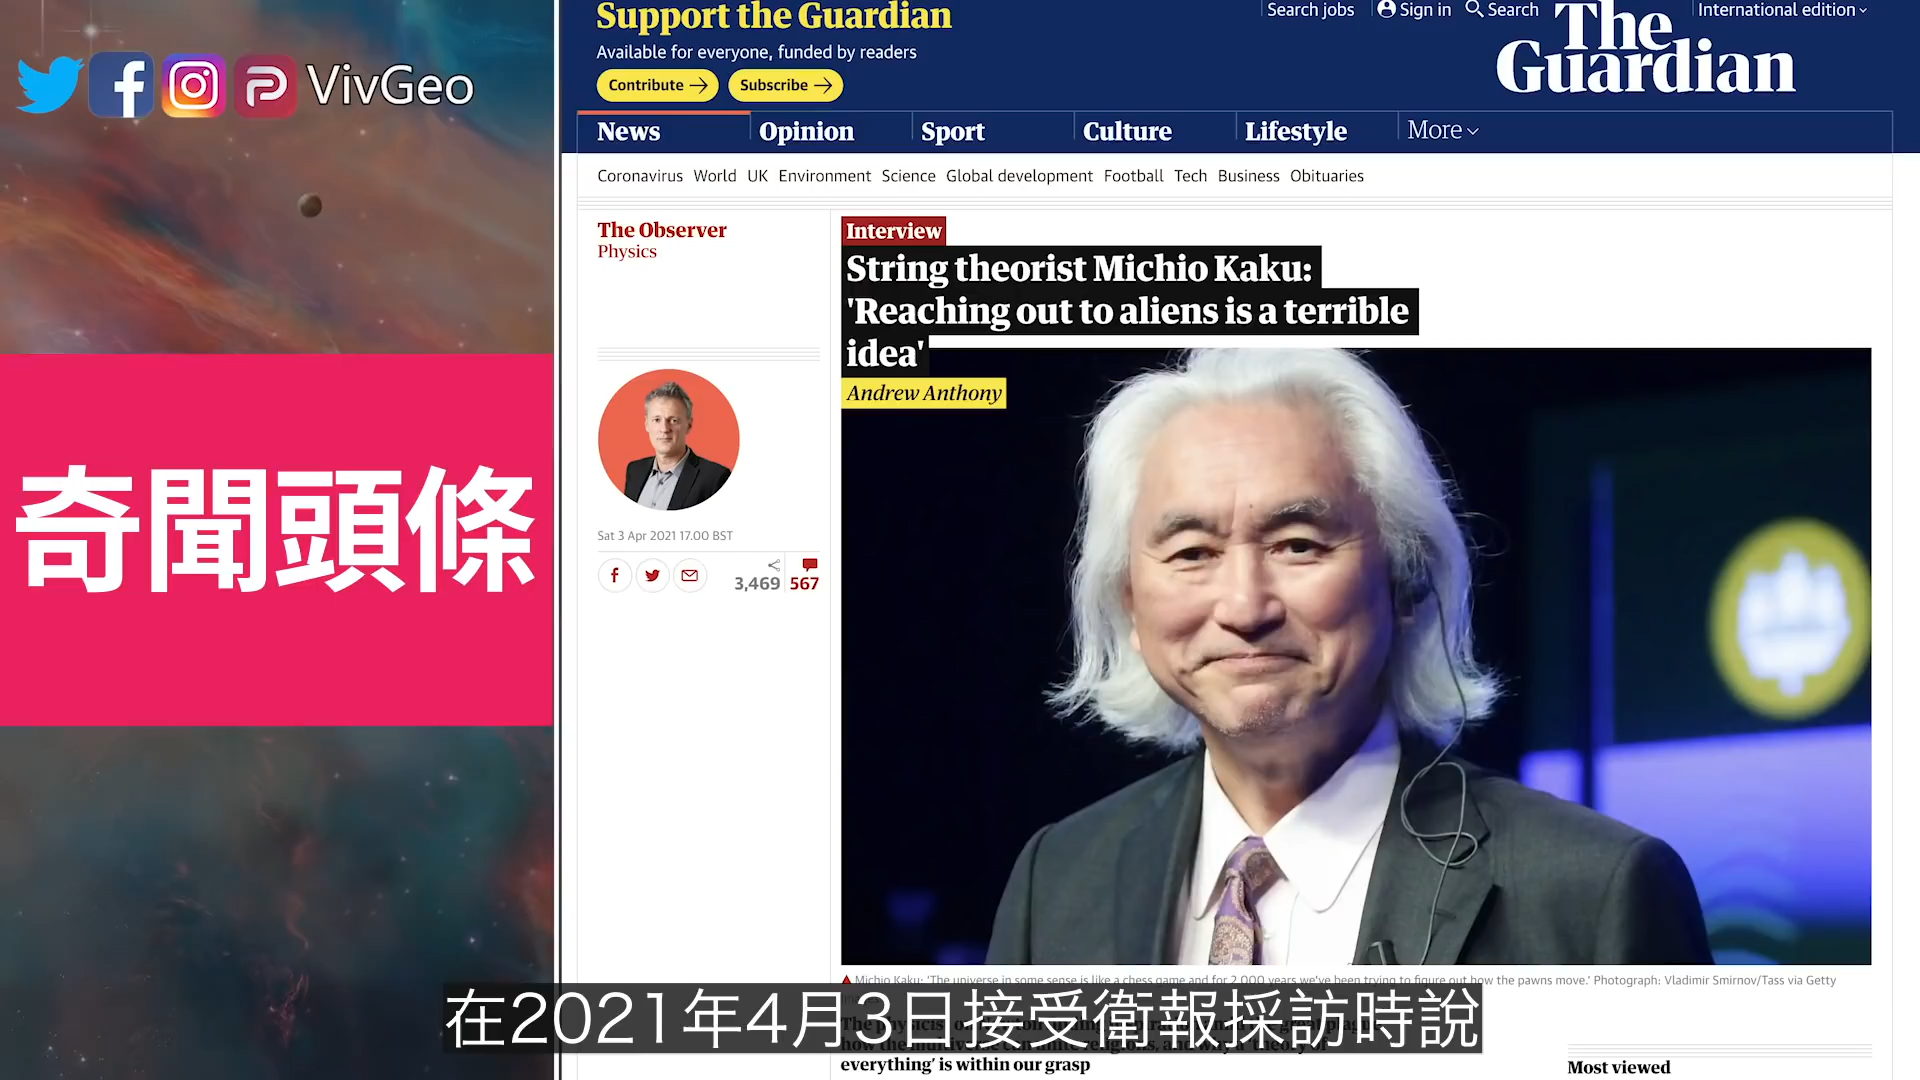 VivGeo
奇聞頭條
Support the Guardian
Available for everyone, funded by readers
Contribute
Subscribe
Search jobs
Sign in
Search
International edition
The
Guardian
News
Opinion
Sport
Culture
Lifestyle
More
Coronavirus World UK Environment Science Global development Football Tech Business Obituaries
The Observer
Physics
Interview
String theorist Michio Kaku:
'Reaching out to aliens is a terrible
idea'
Andrew Anthony
Sat 3 Apr 2021 17.00 BST
3,469
567
Michio Kaku: 'The universe in some sense is like a chess game and for 2,000 years we've been trying to figure out how the pawns move.' Photograph: Vladimir Smirnov/Tass via Getty
在2021年4月3日接受衛報採訪時說
everything' is within our grasp
Most viewed